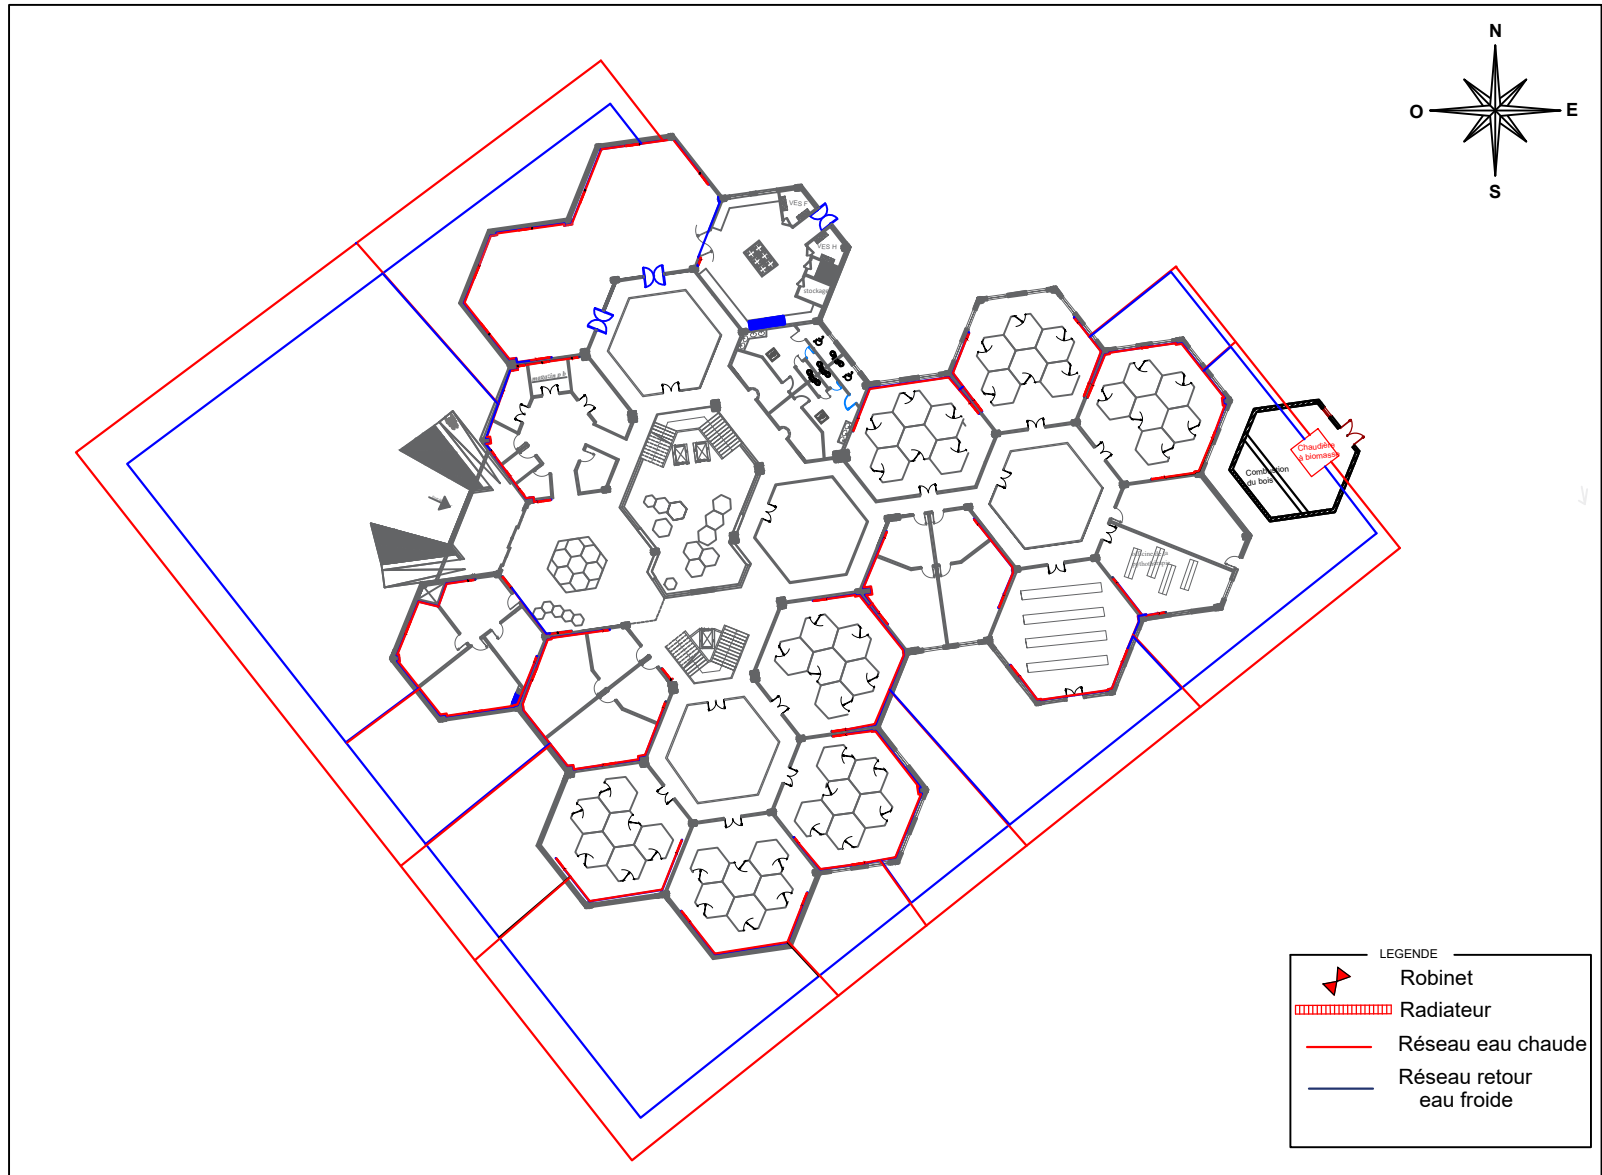 N
O
E
S
VES F
VES H
stockage
Chaudière
à biomasse
Combustion
du bois
LEGENDE
Robinet
Radiateur
Réseau eau chaude
Réseau retour
eau froide